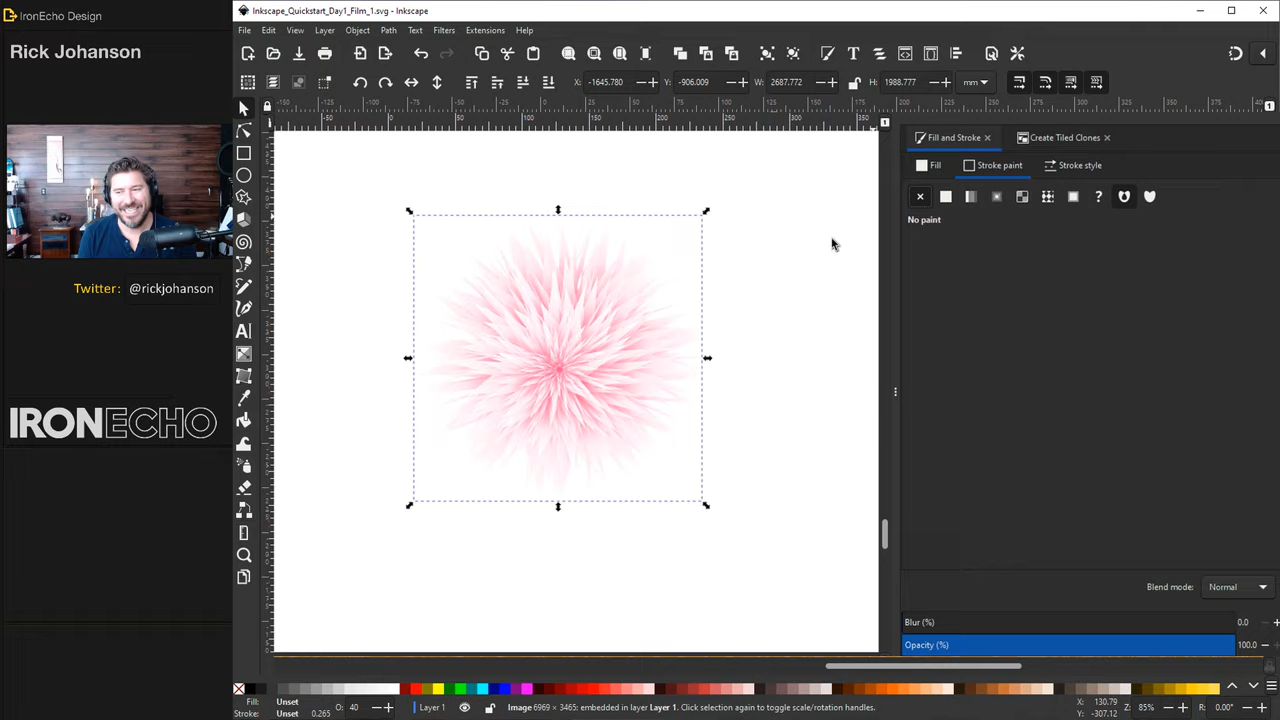 IronEcho Design
Rick Johanson
Twitter: @rickjohanson
IRONECHO
Inkscape_Quickstart_Day1_Film_1.svg - Inkscape
File Edit View Layer Object Path Text Filters Extensions Help
X: -1645.780 Y: -906.009 W: 2687.772 H: 1988.777 mm
1
Fill and Stroke Create Tiled Clones
Fill Stroke paint Stroke style
No paint
Blend mode: Normal
Blur (%) 0.0
Opacity (%) 100.0
Fill: Unset
Stroke: Unset 0.265 O: 40 Layer 1 Image 6969 × 3465: embedded in layer Layer 1. Click selection again to toggle scale/rotation handles.
X: 130.79
Y: -307.12
Z: 85% R: 0.00°